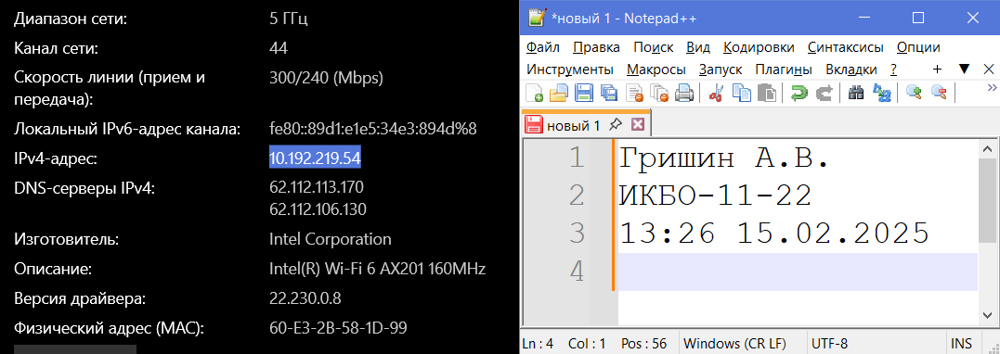 Диапазон сети: 5 ГГц
Канал сети: 44
Скорость линии (прием и передача): 300/240 (Mbps)
Локальный IPv6-адрес канала: fe80::89d1:e1e5:34e3:894d%8
IPv4-адрес: 10.192.219.54
DNS-серверы IPv4: 62.112.113.170
62.112.106.130
Изготовитель: Intel Corporation
Описание: Intel(R) Wi-Fi 6 AX201 160MHz
Версия драйвера: 22.230.0.8
Физический адрес (MAC): 60-E3-2B-58-1D-99
*новый 1 - Notepad++
Файл Правка Поиск Вид Кодировки Синтаксисы Опции
Инструменты Макросы Запуск Плагины Вкладки ? + ▼ X
новый 1
1 Гришин А.В.
2 ИКБО-11-22
3 13:26 15.02.2025
4
Ln : 4 Col : 1 Pos : 56 Windows (CR LF) UTF-8 INS